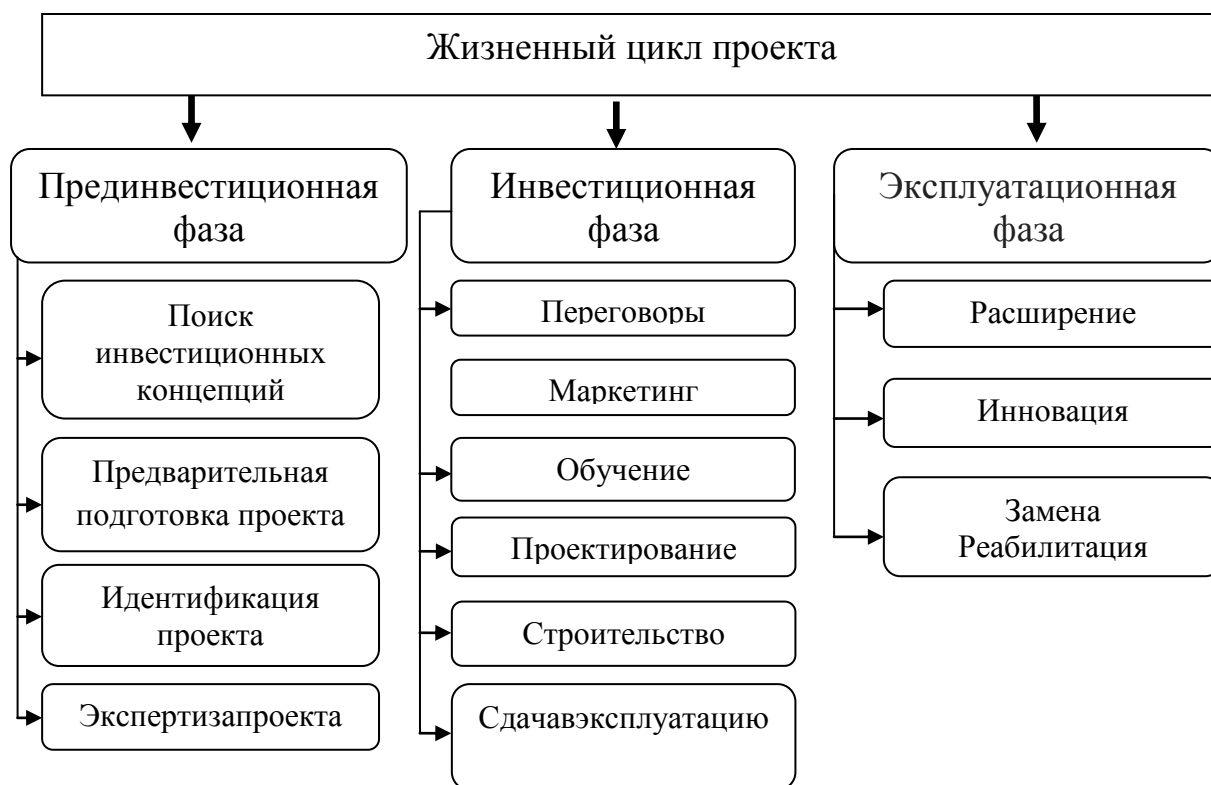 Жизненный цикл проекта
Прединвестиционная
фаза
Поиск
инвестиционных
концепций
Предварительная
подготовка проекта
Идентификация
проекта
Экспертизапроекта
Инвестиционная
фаза
Переговоры
Маркетинг
Обучение
Проектирование
Строительство
Сдачавэксплуатацию
Эксплуатационная
фаза
Расширение
Инновация
Замена
Реабилитация